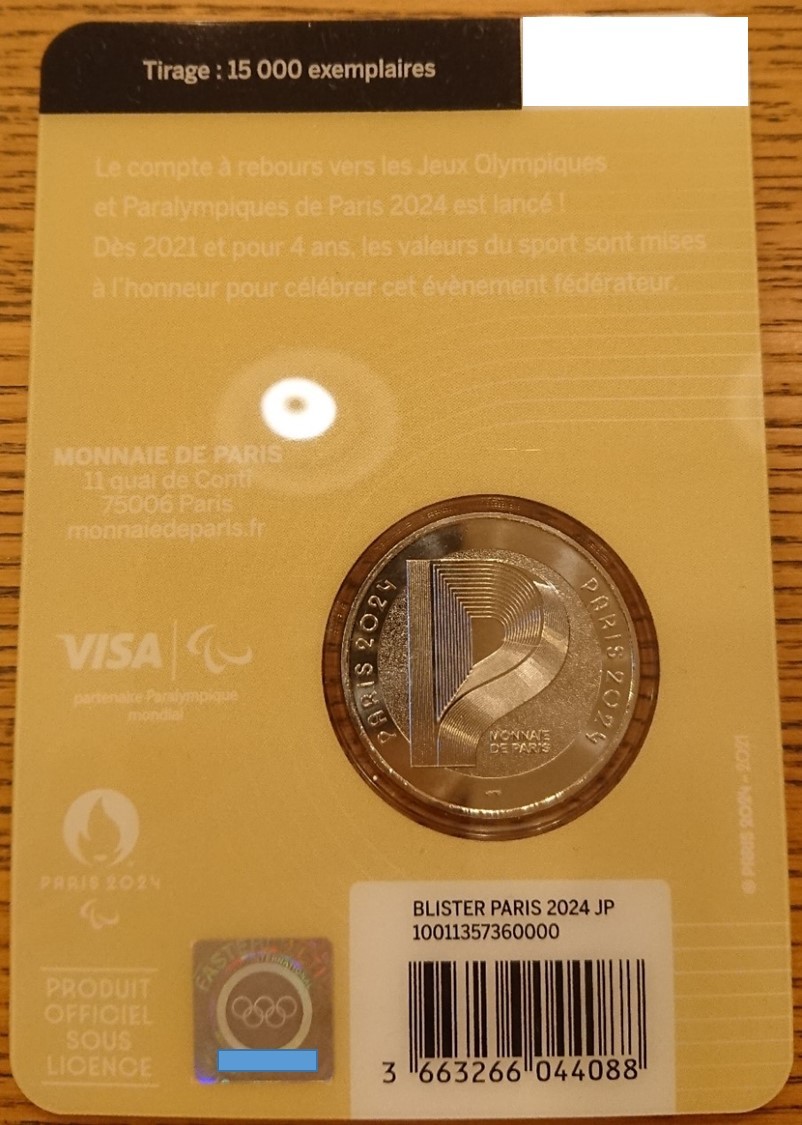 Tirage : 15 000 exemplaires
Le compte à rebours vers les Jeux Olympiques
et Paralympiques de Paris 2024 est lancé !
Dès 2021 et pour 4 ans, les valeurs du sport sont mises
à l'honneur pour célébrer cet évènement fédérateur.
MONNAIE DE PARIS
11 quai de Conti
75006 Paris
monnaiedeparis.fr
VISA
partenaire Paralympique
mondial
PARIS 2024
PARIS 2024
MONNAIE
DE PARIS
© PARIS 2024 - 2021
PARIS 2024
PRODUIT
OFFICIEL
SOUS
LICENCE
INTERNATIONAL
BLISTER PARIS 2024 JP
10011357360000
3 663266 044088